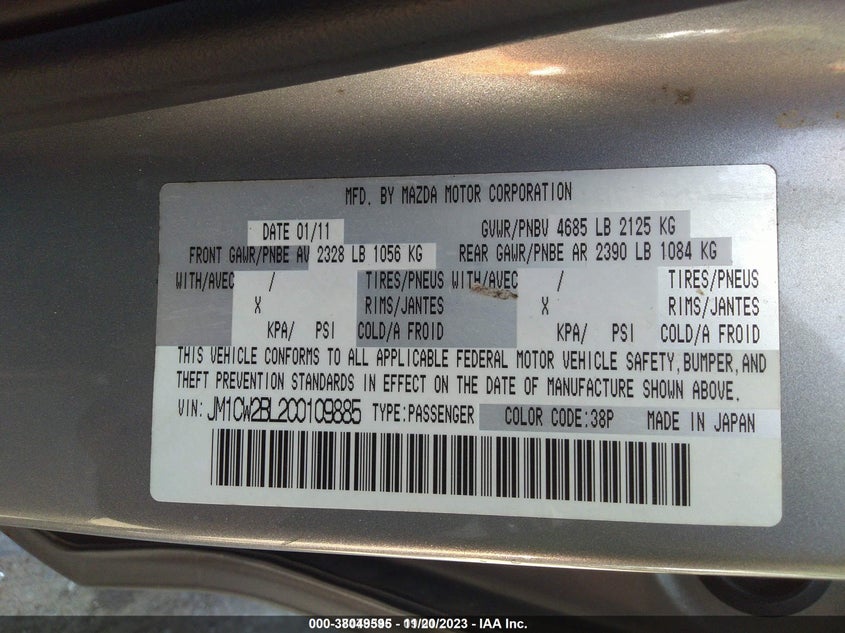 MFD. BY MAZDA MOTOR CORPORATION
DATE 01/11 GVWR/PNBV 4685 LB 2125 KG
FRONT GAWR/PNBE AV 2328 LB 1056 KG REAR GAWR/PNBE AR 2390 LB 1084 KG
WITH/AVEC / TIRES/PNEUS WITH/AVEC / TIRES/PNEUS
X RIMS/JANTES X RIMS/JANTES
KPA/ PSI COLD/A FROID KPA/ PSI COLD/A FROID
THIS VEHICLE CONFORMS TO ALL APPLICABLE FEDERAL MOTOR VEHICLE SAFETY,BUMPER,AND
THEFT PREVENTION STANDARDS IN EFFECT ON THE DATE OF MANUFACTURE SHOWN ABOVE.
VIN: JM1CW2BL2C0109885 TYPE:PASSENGER COLOR CODE:38P MADE IN JAPAN
000-38049595 - 11/20/2023 - IAA Inc.